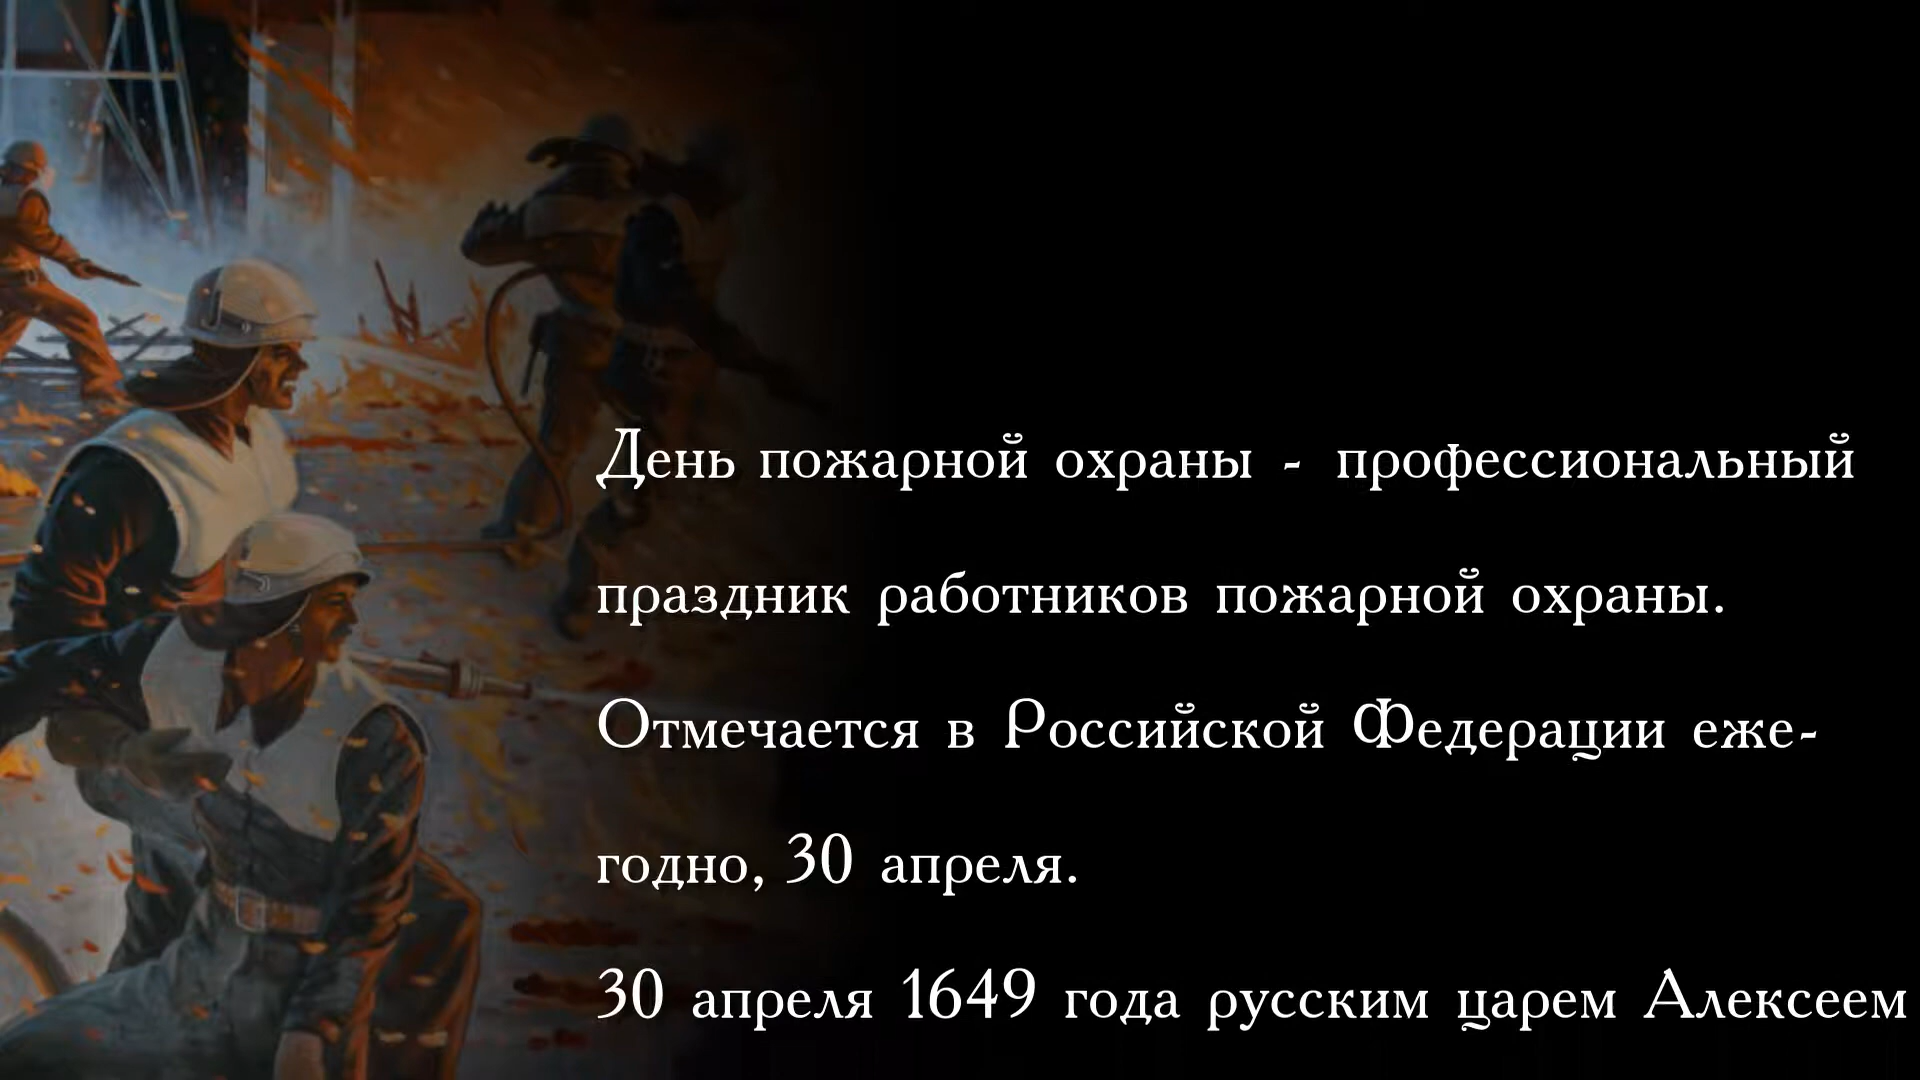 День пожарной охраны - профессиональный
праздник работников пожарной охраны.
Отмечается в Российской Федерации еже-
годно, 30 апреля.
30 апреля 1649 года русским царем Алексеем